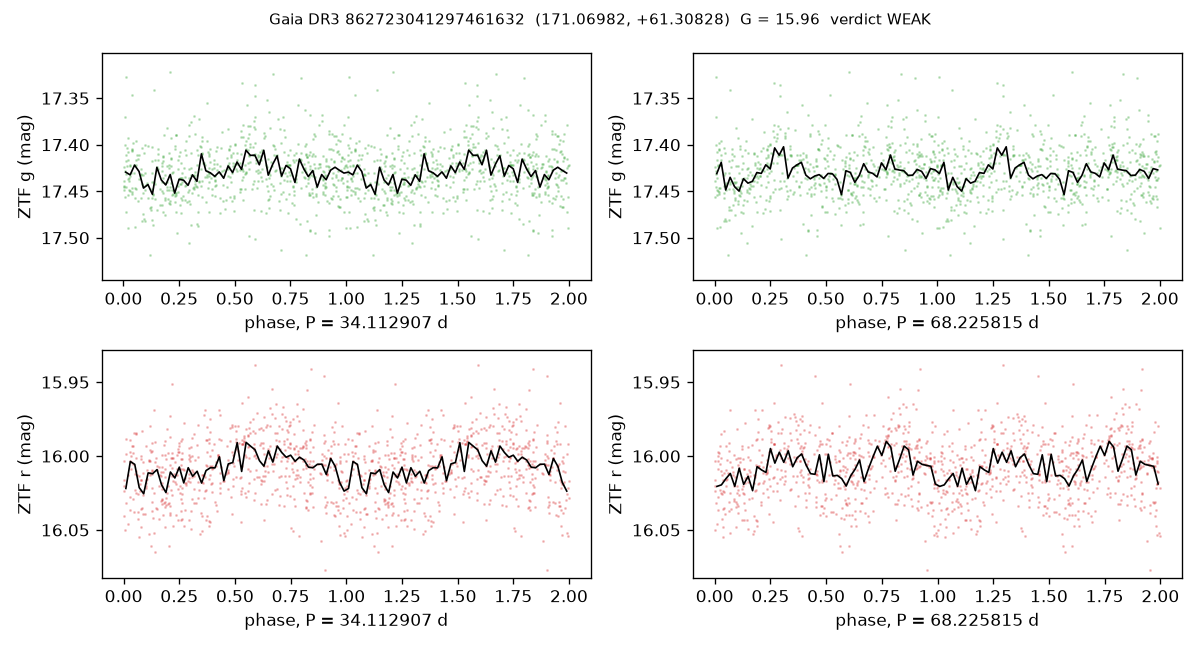 Gaia DR3 862723041297461632 (171.06982, +61.30828) G = 15.96 verdict WEAK
ZTF g (mag)
17.35
17.40
17.45
17.50
0.00 0.25 0.50 0.75 1.00 1.25 1.50 1.75 2.00
phase, P = 34.112907 d
ZTF g (mag)
17.35
17.40
17.45
17.50
0.00 0.25 0.50 0.75 1.00 1.25 1.50 1.75 2.00
phase, P = 68.225815 d
ZTF r (mag)
15.95
16.00
16.05
0.00 0.25 0.50 0.75 1.00 1.25 1.50 1.75 2.00
phase, P = 34.112907 d
ZTF r (mag)
15.95
16.00
16.05
0.00 0.25 0.50 0.75 1.00 1.25 1.50 1.75 2.00
phase, P = 68.225815 d